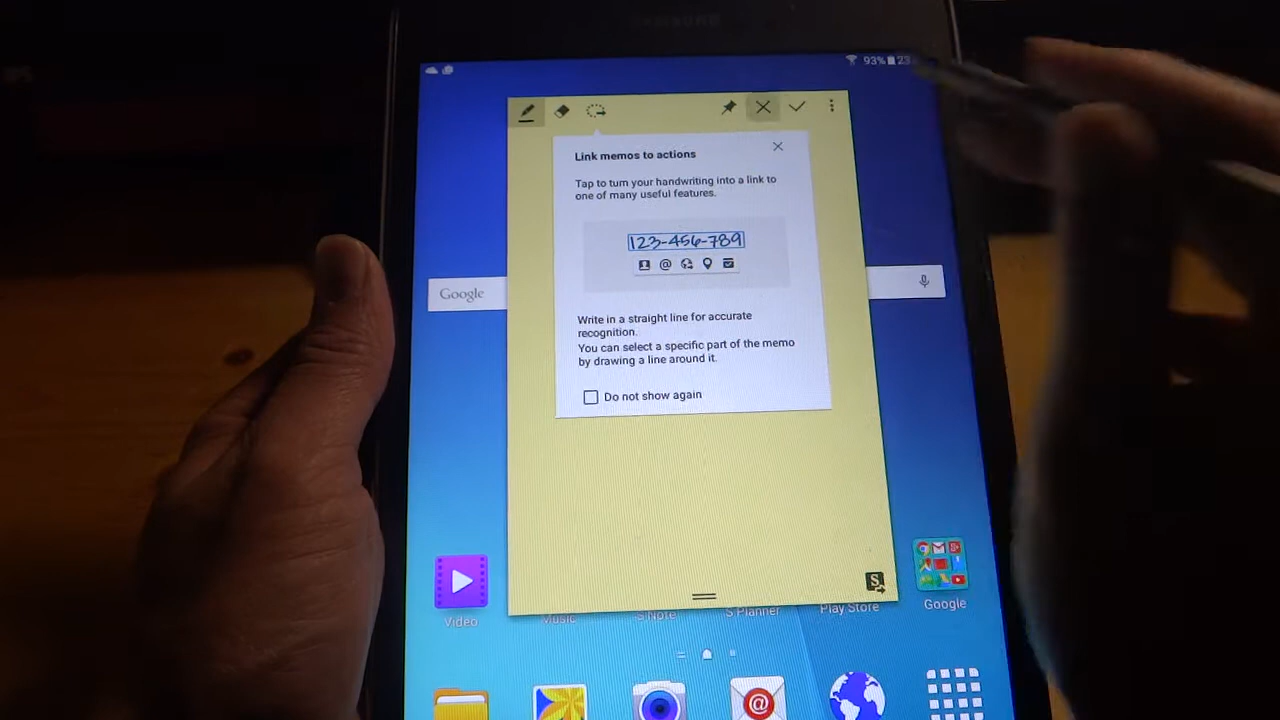 SAMSUNG
93% 23
Link memos to actions
Tap to turn your handwriting into a link to
one of many useful features.
123-456-789
Google
Write in a straight line for accurate
recognition.
You can select a specific part of the memo
by drawing a line around it.
Do not show again
Video
Music
S Note
S Planner
Play Store
Google